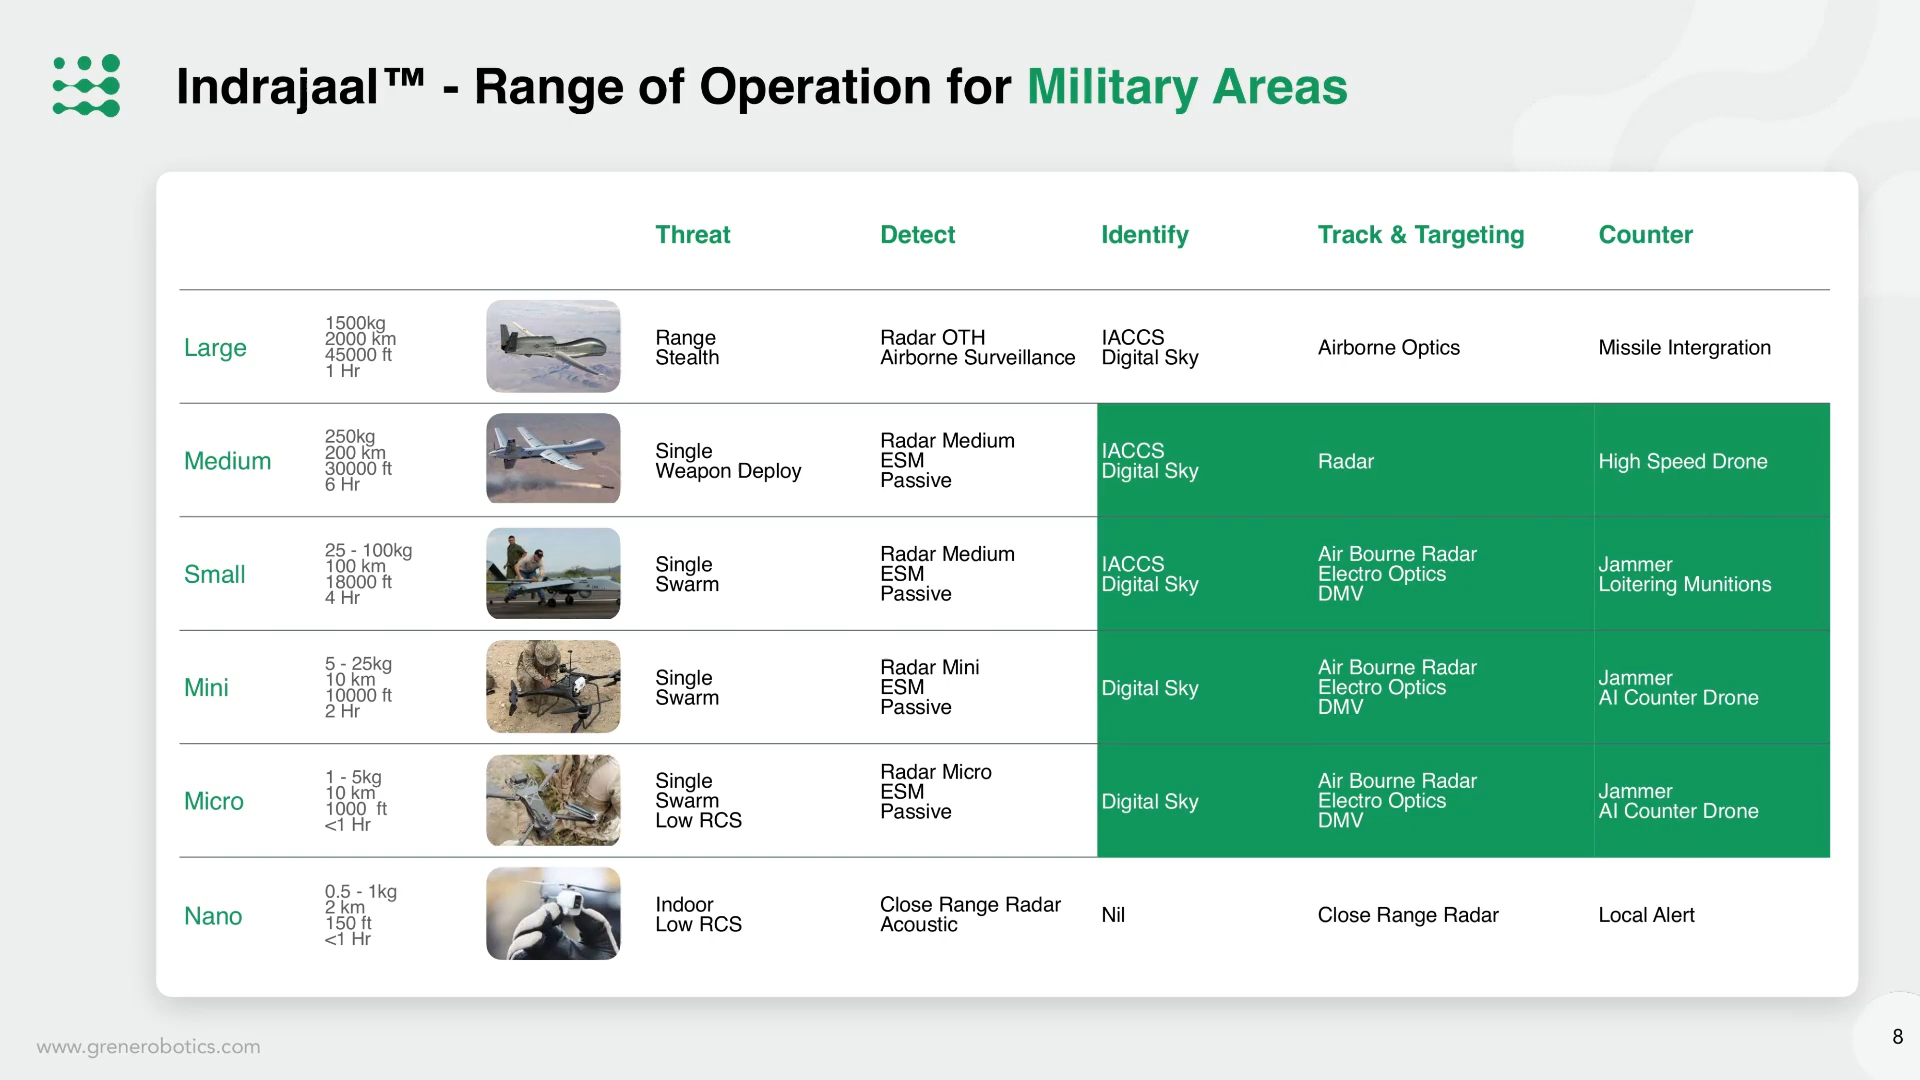 Indrajaal™ - Range of Operation for Military Areas
Threat Detect Identify Track & Targeting Counter
Large
1500kg
2000 km
45000 ft
1 Hr
Range
Stealth
Radar OTH
Airborne Surveillance
IACCS
Digital Sky
Airborne Optics
Missile Intergration
Medium
250kg
200 km
30000 ft
6 Hr
Single
Weapon Deploy
Radar Medium
ESM
Passive
IACCS
Digital Sky
Radar
High Speed Drone
Small
25 - 100kg
100 km
18000 ft
4 Hr
Single
Swarm
Radar Medium
ESM
Passive
IACCS
Digital Sky
Air Bourne Radar
Electro Optics
DMV
Jammer
Loitering Munitions
Mini
5 - 25kg
10 km
10000 ft
2 Hr
Single
Swarm
Radar Mini
ESM
Passive
Digital Sky
Air Bourne Radar
Electro Optics
DMV
Jammer
AI Counter Drone
Micro
1 - 5kg
10 km
1000 ft
<1 Hr
Single
Swarm
Low RCS
Radar Micro
ESM
Passive
Digital Sky
Air Bourne Radar
Electro Optics
DMV
Jammer
AI Counter Drone
Nano
0.5 - 1kg
2 km
150 ft
<1 Hr
Indoor
Low RCS
Close Range Radar
Acoustic
Nil
Close Range Radar
Local Alert
www.grenerobotics.com
8